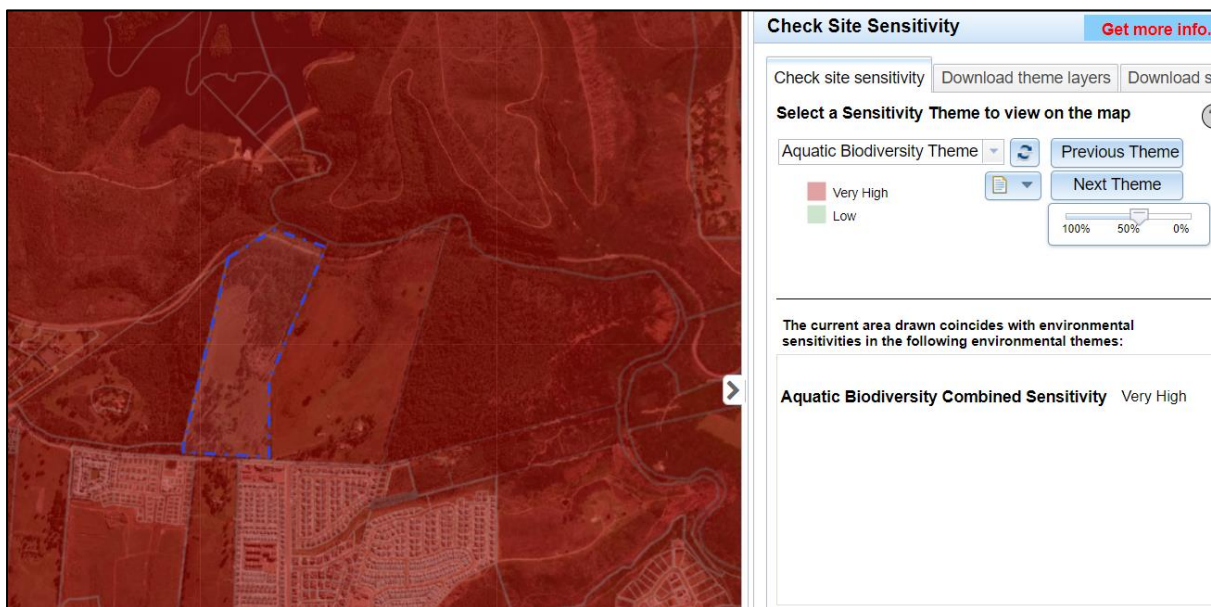 Check Site Sensitivity
Get more info.
Check site sensitivity
Download theme layers
Download s
Select a Sensitivity Theme to view on the map
Aquatic Biodiversity Theme
Previous Theme
Very High
Next Theme
Low
100% 50% 0%
The current area drawn coincides with environmental
sensitivities in the following environmental themes:
Aquatic Biodiversity Combined Sensitivity Very High